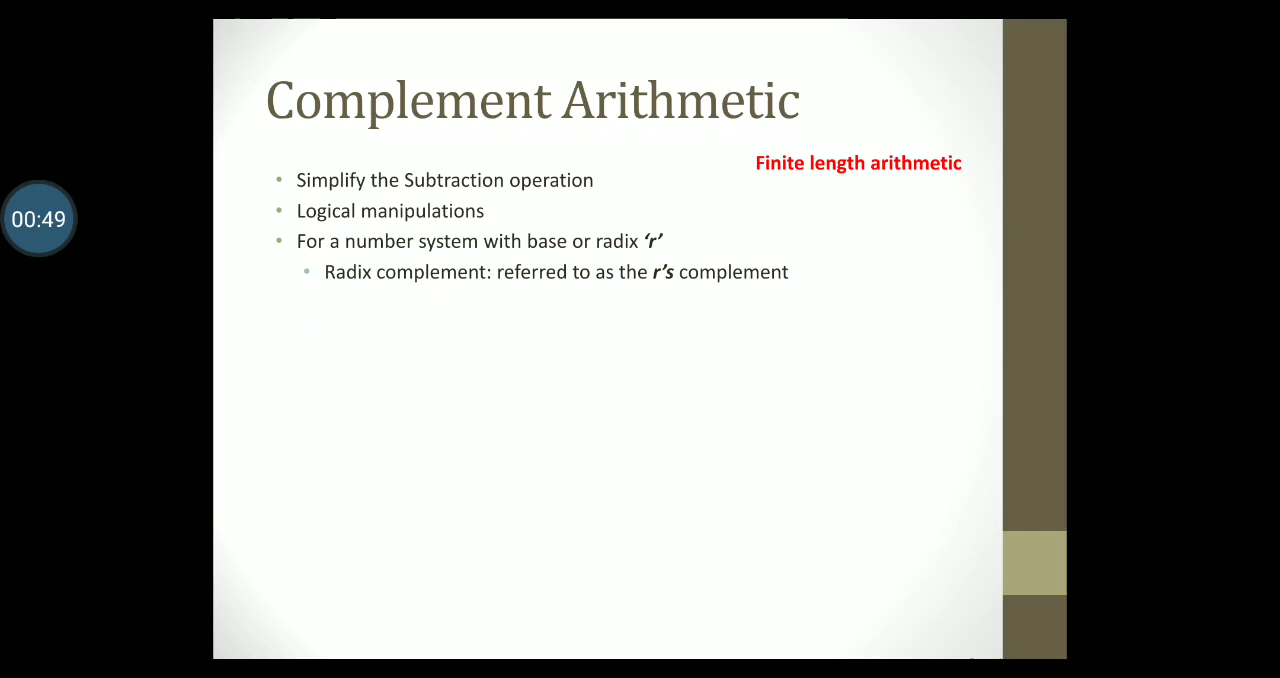 Complement Arithmetic
Finite length arithmetic
• Simplify the Subtraction operation
• Logical manipulations
• For a number system with base or radix ‘r’
• Radix complement: referred to as the r’s complement
00:49